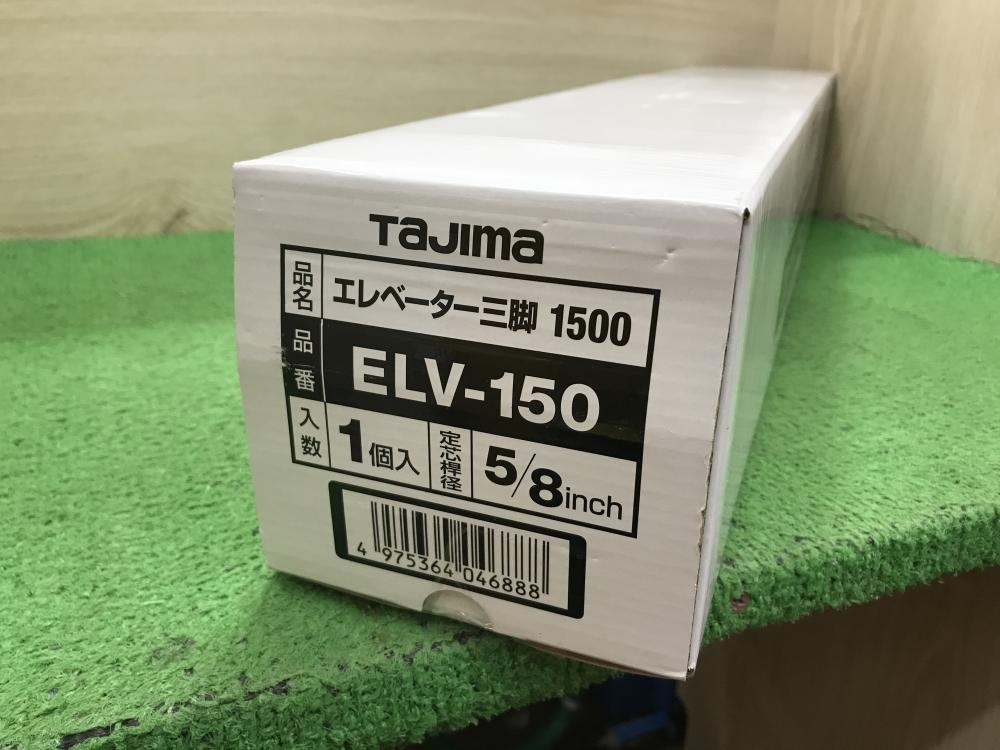 TAJIMA
品名 エレベーター三脚 1500
品番 ELV-150
入数 1個入 定芯桿径 5/8inch
4 975364 046888